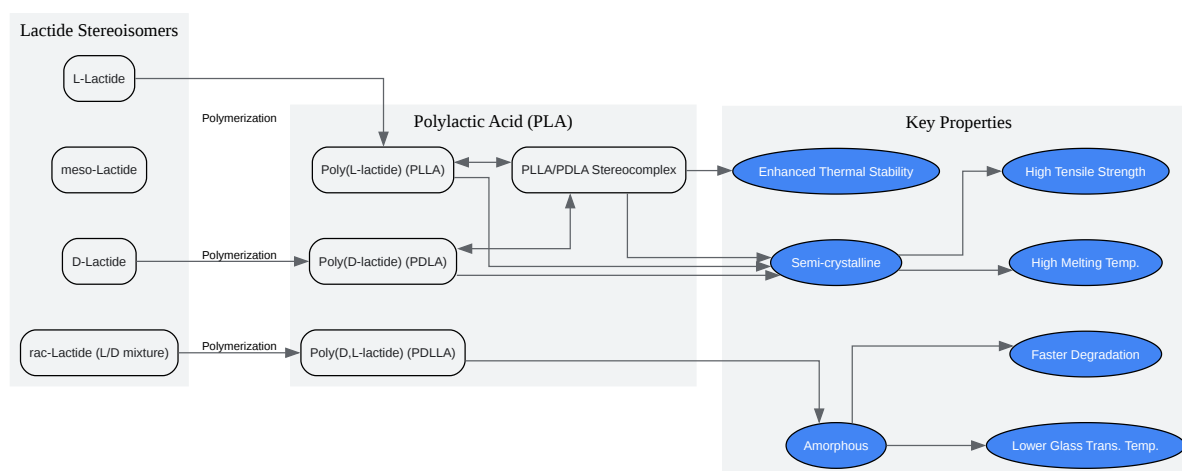 Lactide Stereoisomers
L-Lactide
meso-Lactide
D-Lactide
rac-Lactide (L/D mixture)
Polymerization
Polymerization
Polymerization
Polylactic Acid (PLA)
Poly(L-lactide) (PLLA)
PLLA/PDLA Stereocomplex
Poly(D-lactide) (PDLA)
Poly(D,L-lactide) (PDLLA)
Key Properties
Enhanced Thermal Stability
High Tensile Strength
Semi-crystalline
High Melting Temp.
Faster Degradation
Amorphous
Lower Glass Trans. Temp.